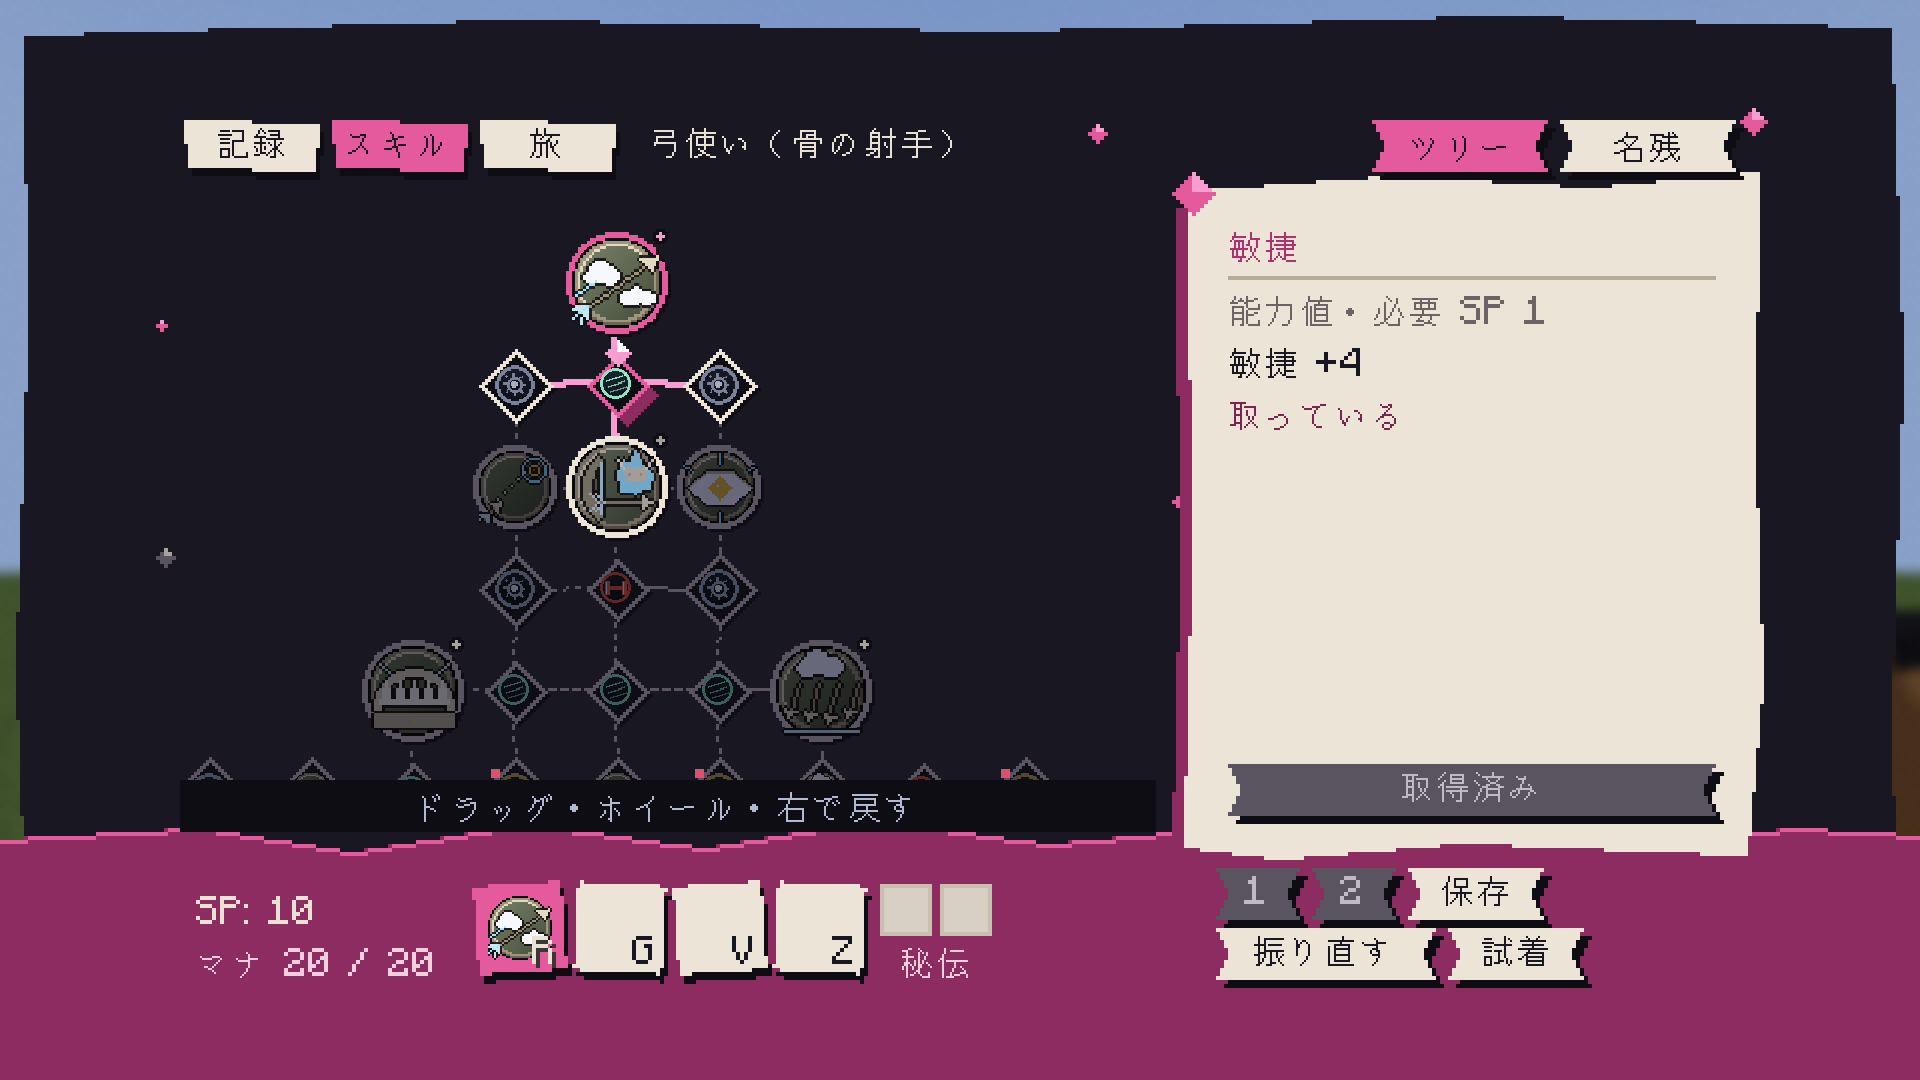 記録
スキル
旅
弓使い（骨の射手）
ツリー
名残
敏捷
能力値・必要 SP 1
敏捷 +4
取っている
取得済み
ドラッグ・ホイール・右で戻す
SP: 10
マナ 20 / 20
R
G
V
Z
秘伝
1
2
保存
振り直す
試着